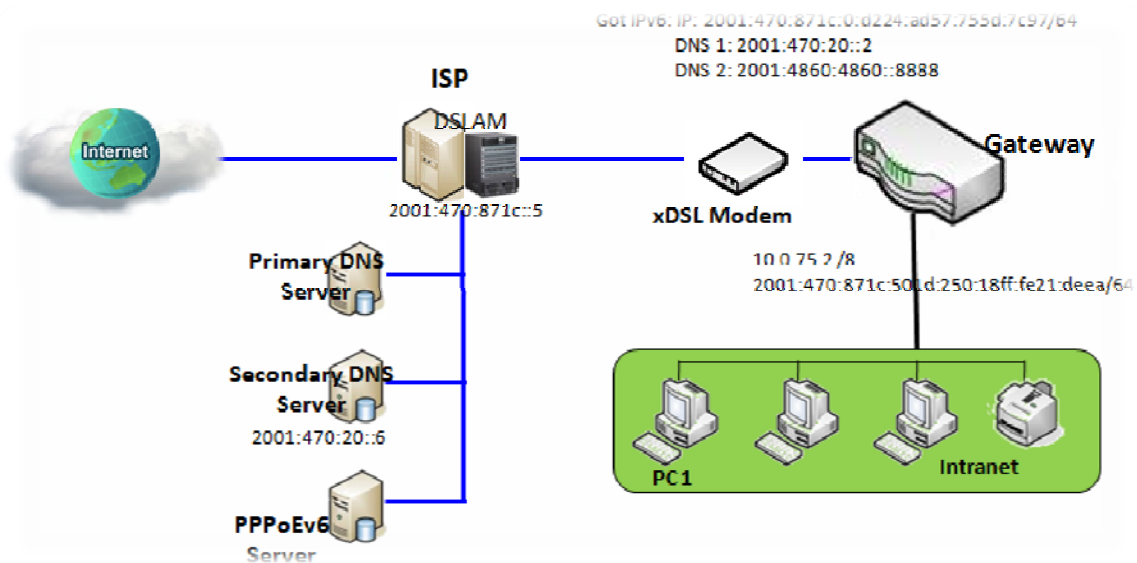 Got IPv6: IP: 2001:470:871c:0:d224:ad57:755d:7c97/64
DNS 1: 2001:470:20::2
DNS 2: 2001:4860:4860::8888
ISP
DSLAM
Internet
Gateway
2001:470:871c::5
xDSL Modem
Primary DNS
Server
10.0.75.2 /8
2001:470:871c:501d:250:18ff:fe21:deea/64
Secondary DNS
Server
2001:470:20::6
PC1
Intranet
PPPoEv6
Server